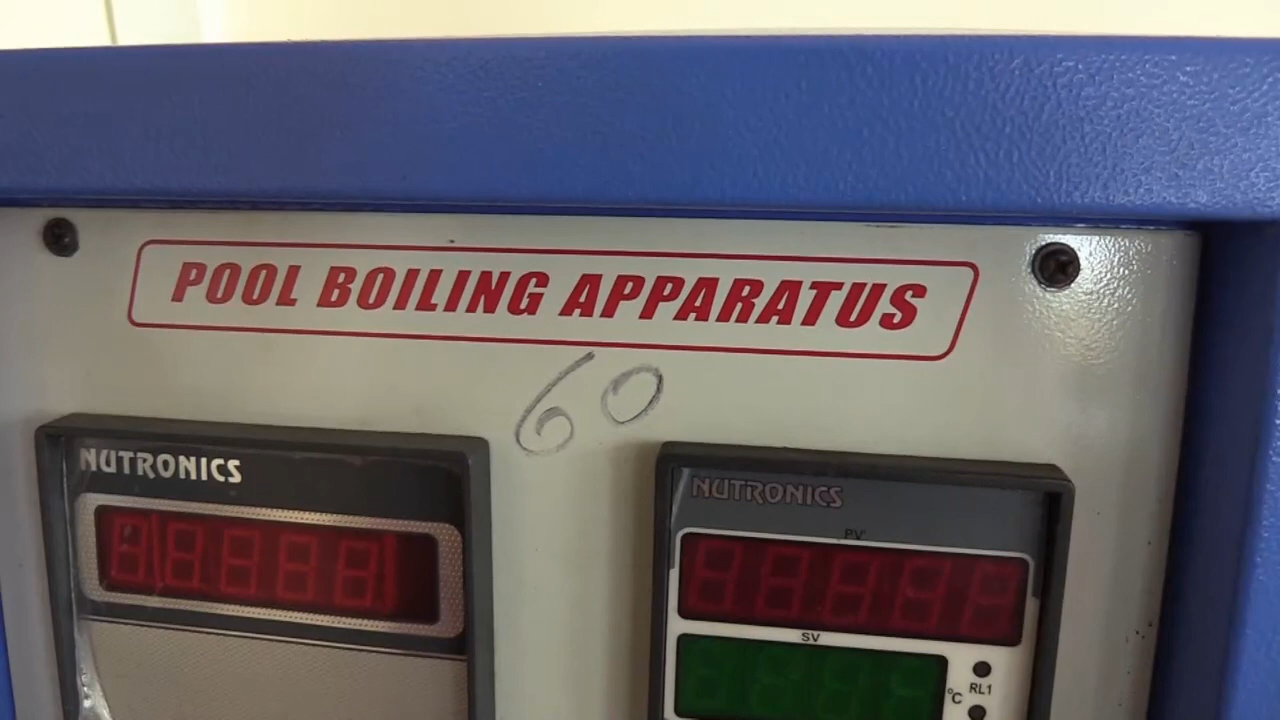 POOL BOILING APPARATUS
60
NUTRONICS
NUTRONICS
PV
SV
°C
RL1